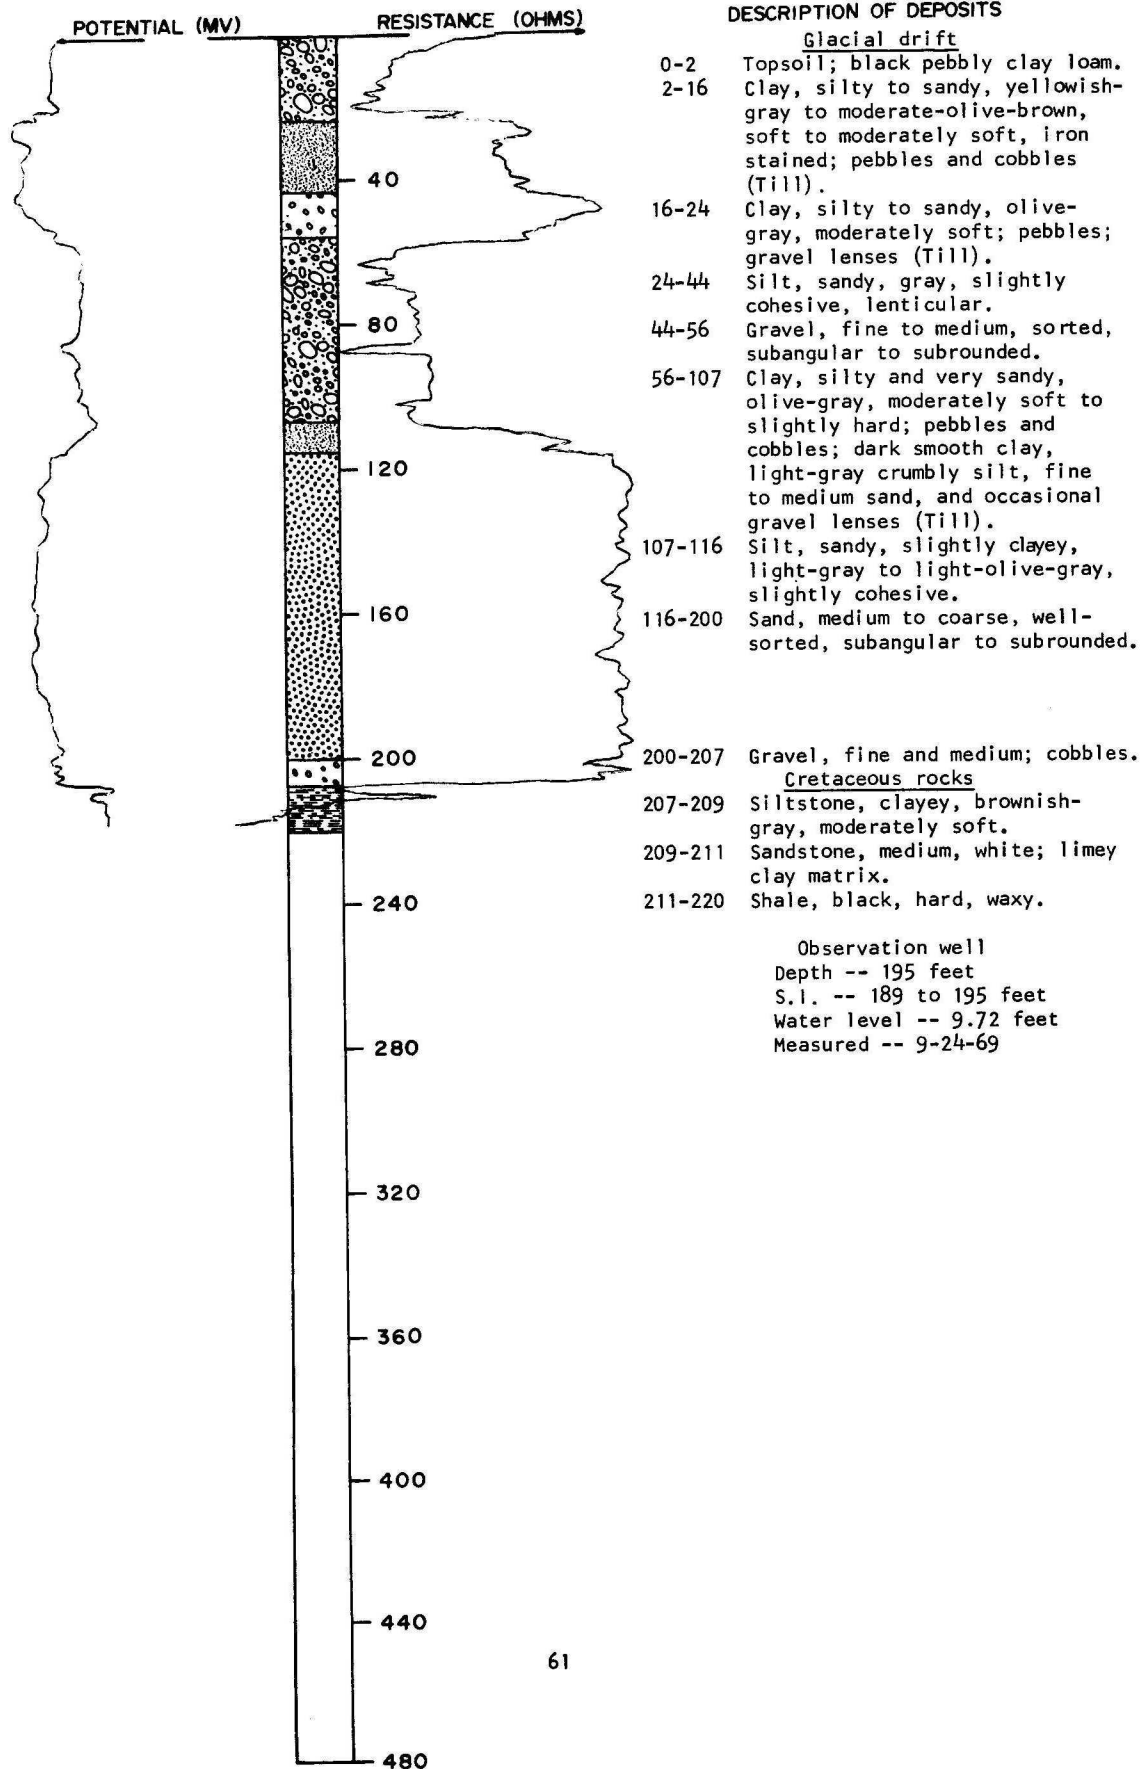 POTENTIAL (MV)
RESISTANCE (OHMS)
DESCRIPTION OF DEPOSITS
Glacial drift
0-2 Topsoil; black pebbly clay loam.
2-16 Clay, silty to sandy, yellowish-
gray to moderate-olive-brown,
soft to moderately soft, iron
stained; pebbles and cobbles
(Till).
16-24 Clay, silty to sandy, olive-
gray, moderately soft; pebbles;
gravel lenses (Till).
24-44 Silt, sandy, gray, slightly
cohesive, lenticular.
44-56 Gravel, fine to medium, sorted,
subangular to subrounded.
56-107 Clay, silty and very sandy,
olive-gray, moderately soft to
slightly hard; pebbles and
cobbles; dark smooth clay,
light-gray crumbly silt, fine
to medium sand, and occasional
gravel lenses (Till).
107-116 Silt, sandy, slightly clayey,
light-gray to light-olive-gray,
slightly cohesive.
116-200 Sand, medium to coarse, well-
sorted, subangular to subrounded.
200-207 Gravel, fine and medium; cobbles.
Cretaceous rocks
207-209 Siltstone, clayey, brownish-
gray, moderately soft.
209-211 Sandstone, medium, white; limey
clay matrix.
211-220 Shale, black, hard, waxy.
Observation well
Depth -- 195 feet
S.I. -- 189 to 195 feet
Water level -- 9.72 feet
Measured -- 9-24-69
40
80
120
160
200
240
280
320
360
400
440
480
61